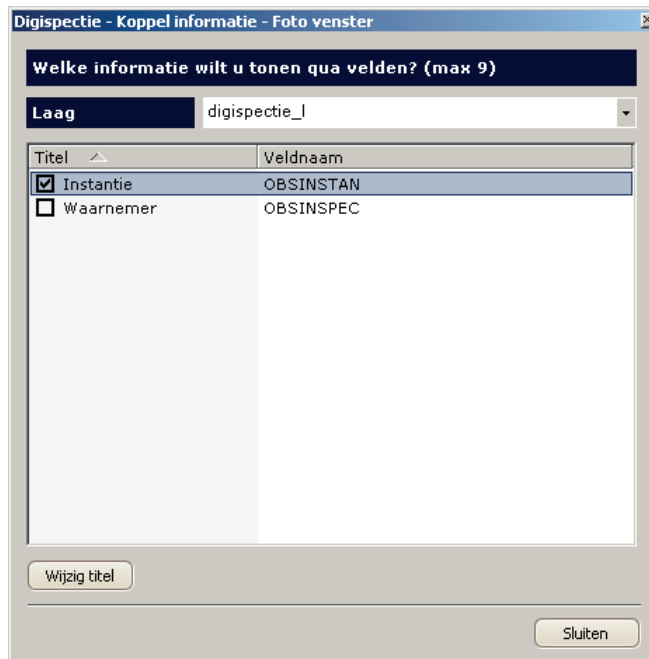 Digispectie - Koppel informatie - Foto venster
Welke informatie wilt u tonen qua velden? (max 9)
Laag digispectie_l
Titel Veldnaam
Instantie OBSINSTAN
Waarnemer OBSINSPEC
Wijzig titel
Sluiten